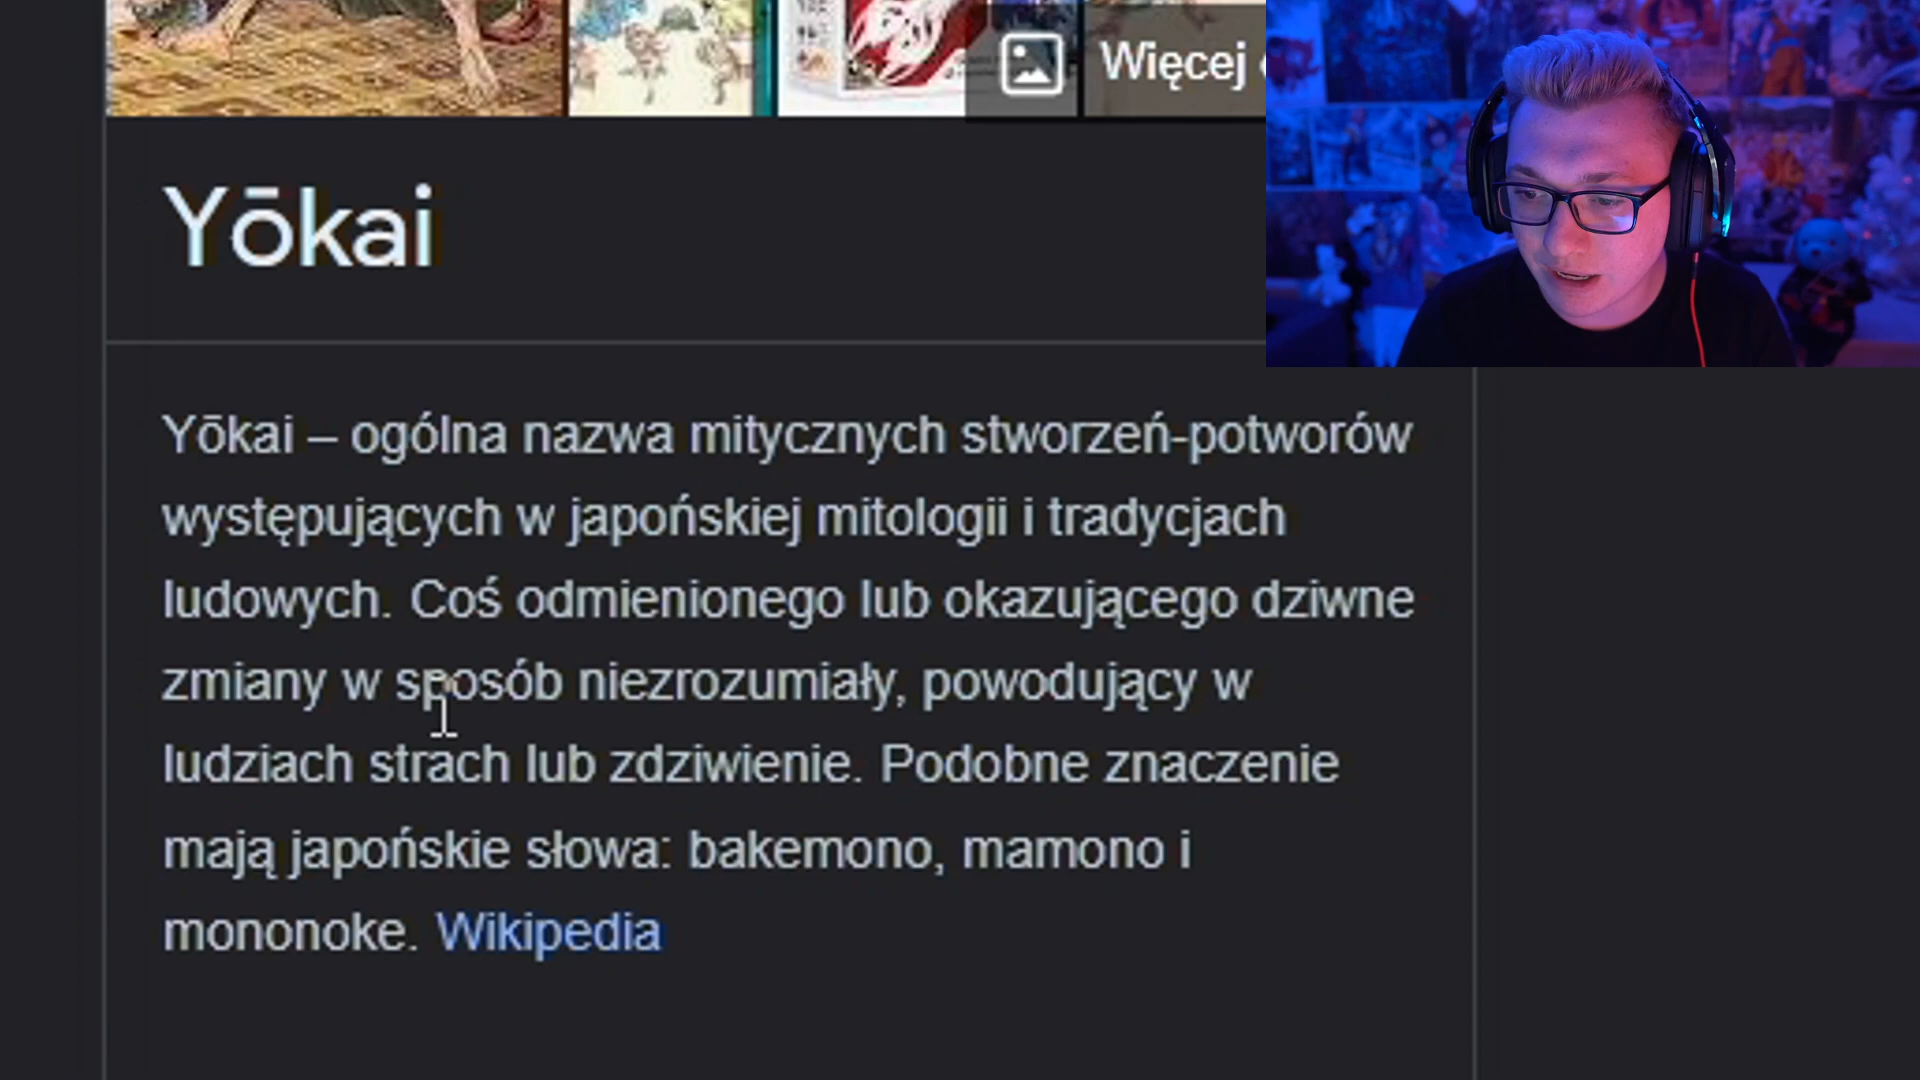 Więcej
Yōkai
Yōkai – ogólna nazwa mitycznych stworzeń-potworów
występujących w japońskiej mitologii i tradycjach
ludowych. Coś odmienionego lub okazującego dziwne
zmiany w sposób niezrozumiały, powodujący w
ludziach strach lub zdziwienie. Podobne znaczenie
mają japońskie słowa: bakemono, mamono i
mononoke. Wikipedia